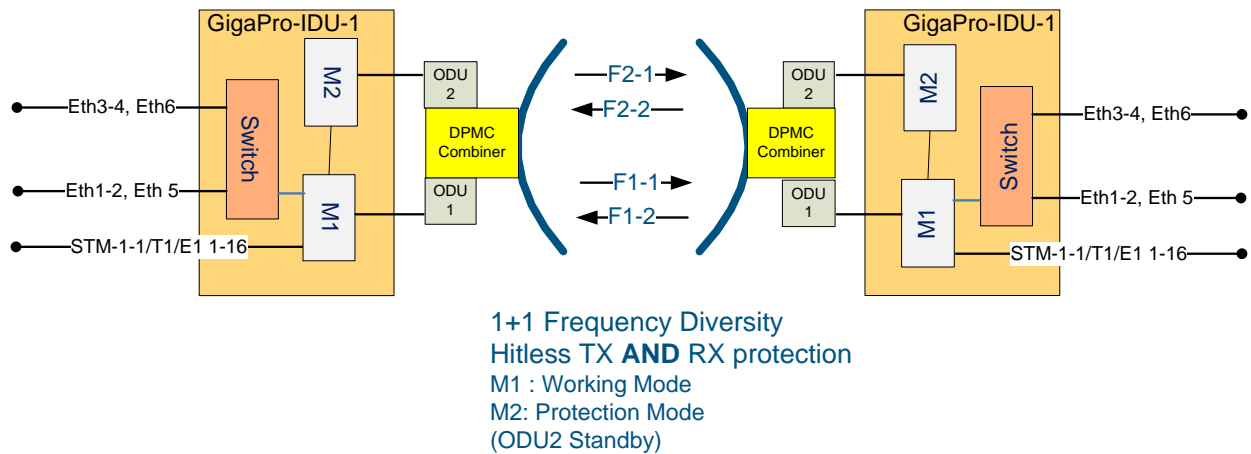 GigaPro-IDU-1
GigaPro-IDU-1
M2
ODU
2
F2-1
ODU
2
M2
Eth3-4, Eth6
Switch
DPMC
Combiner
F2-2
DPMC
Combiner
Switch
Eth3-4, Eth6
Eth1-2, Eth 5
M1
ODU
1
F1-1
ODU
1
M1
Eth1-2, Eth 5
F1-2
STM-1-1/T1/E1 1-16
STM-1-1/T1/E1 1-16
1+1 Frequency Diversity
Hitless TX AND RX protection
M1 : Working Mode
M2: Protection Mode
(ODU2 Standby)